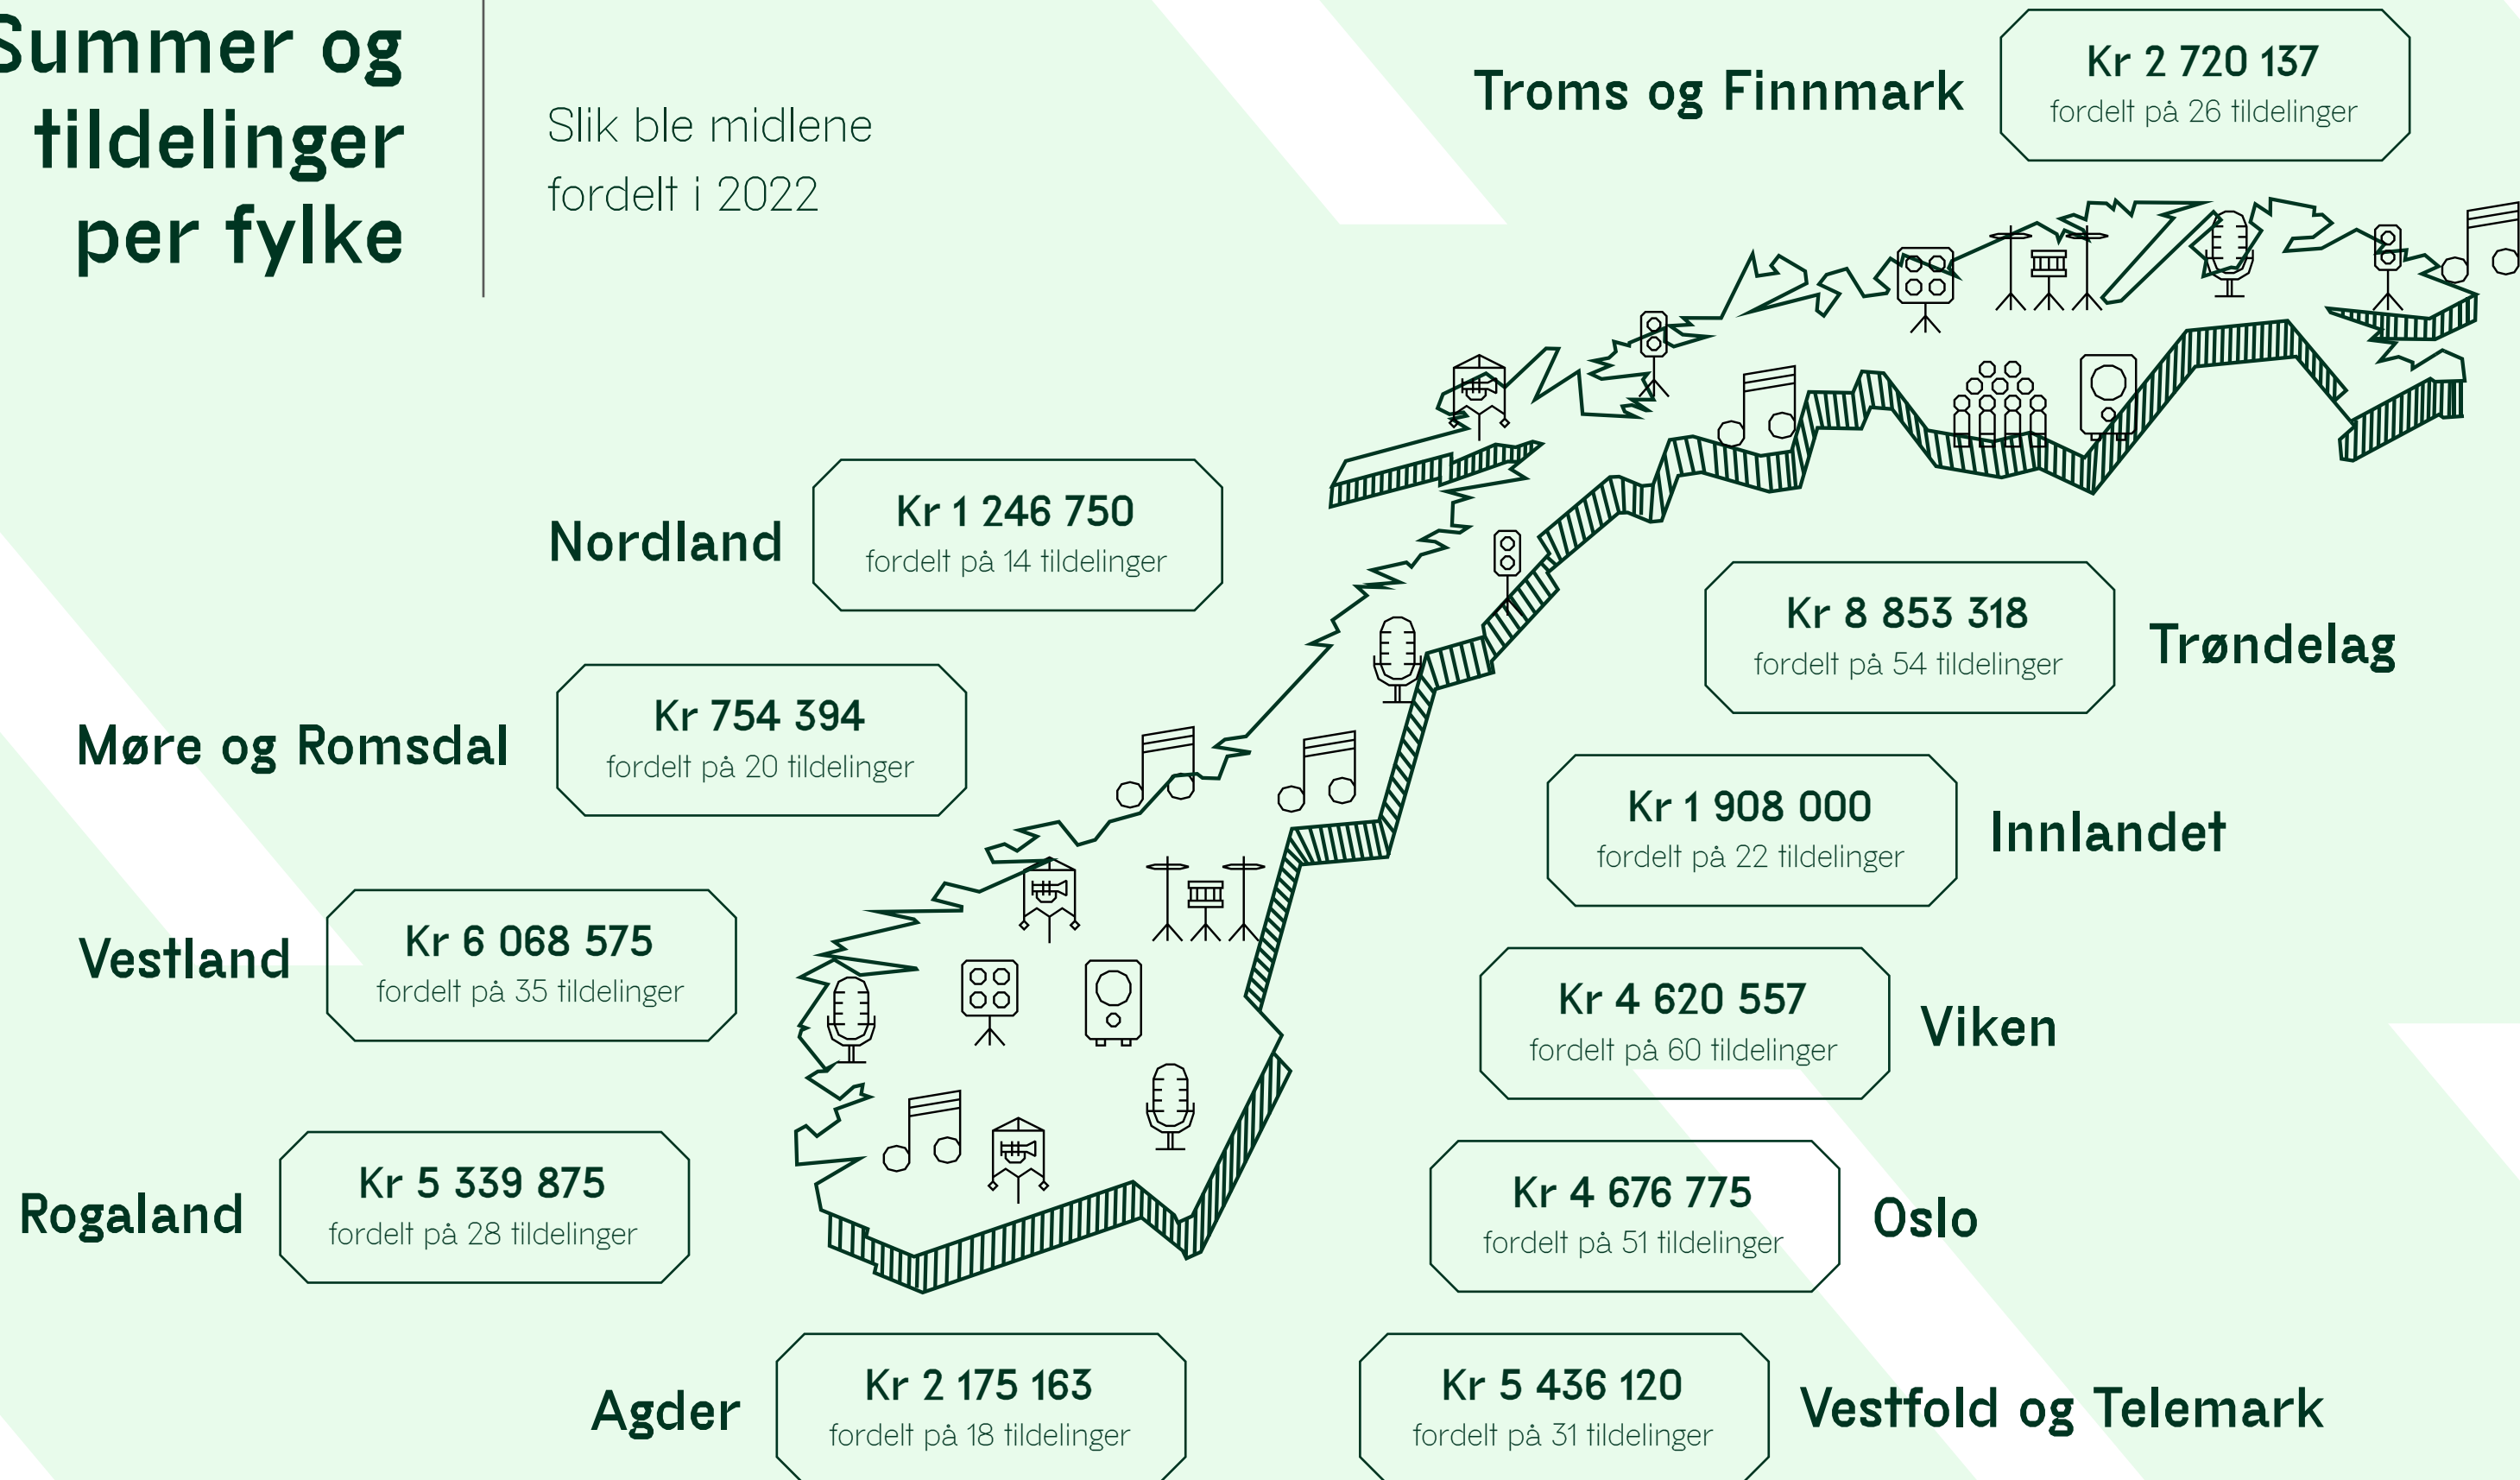 Summer og
tildelinger
per fylke
Slik ble midlene
fordelt i 2022
Troms og Finnmark
Kr 2 720 137
fordelt på 26 tildelinger
Nordland
Kr 1 246 750
fordelt på 14 tildelinger
Kr 8 853 318
fordelt på 54 tildelinger
Trøndelag
Møre og Romsdal
Kr 754 394
fordelt på 20 tildelinger
Kr 1 908 000
fordelt på 22 tildelinger
Innlandet
Vestland
Kr 6 068 575
fordelt på 35 tildelinger
Kr 4 620 557
fordelt på 60 tildelinger
Viken
Rogaland
Kr 5 339 875
fordelt på 28 tildelinger
Kr 4 676 775
fordelt på 51 tildelinger
Oslo
Agder
Kr 2 175 163
fordelt på 18 tildelinger
Kr 5 436 120
fordelt på 31 tildelinger
Vestfold og Telemark